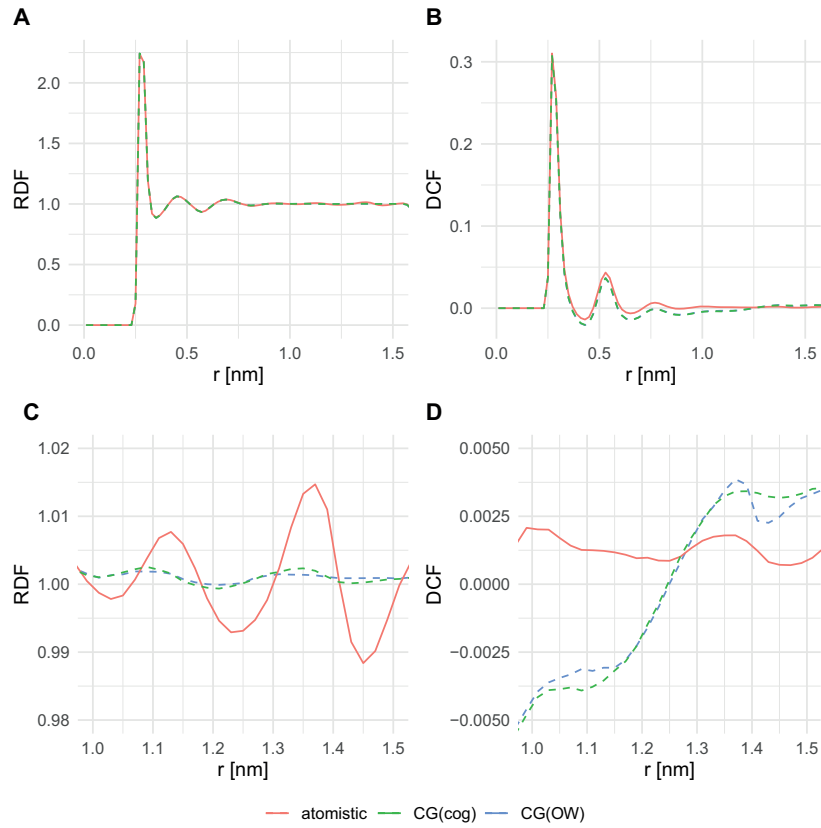 A
B
RDF
2.0
1.5
1.0
0.5
0.0
0.0 0.5 1.0 1.5
r [nm]
DCF
0.3
0.2
0.1
0.0
0.0 0.5 1.0 1.5
r [nm]
C
D
RDF
1.02
1.01
1.00
0.99
0.98
1.0 1.1 1.2 1.3 1.4 1.5
r [nm]
DCF
0.0050
0.0025
0.0000
−0.0025
−0.0050
1.0 1.1 1.2 1.3 1.4 1.5
r [nm]
atomistic CG(cog) CG(OW)